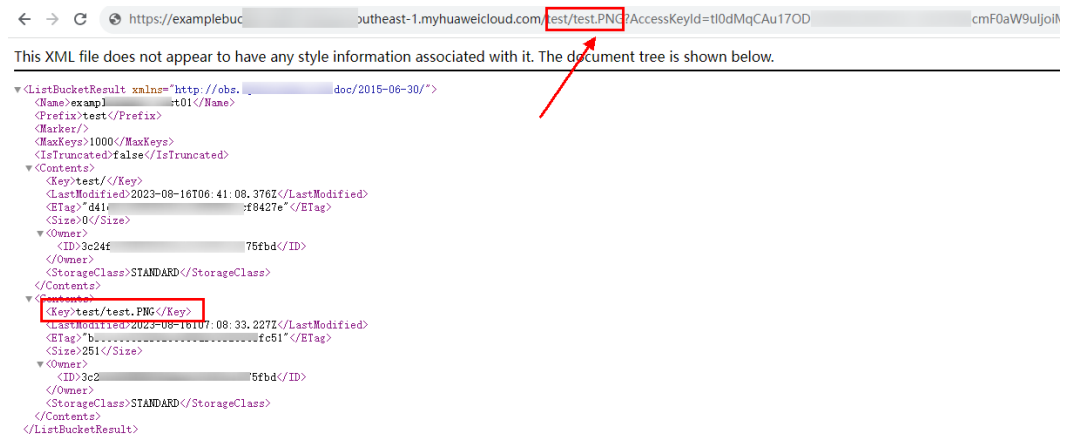 https://examplebuc outheast-1.myhuaweicloud.com/test/test.PNG?AccessKeyId=tI0dMqCAu17OD cmF0aW9uIjoiM
This XML file does not appear to have any style information associated with it. The document tree is shown below.
▼<ListBucketResult xmlns="http://obs. doc/2015-06-30/">
<Name>exampl rt01</Name>
<Prefix>test</Prefix>
<Marker/>
<MaxKeys>1000</MaxKeys>
<IsTruncated>false</IsTruncated>
▼<Contents>
<Key>test/</Key>
<LastModified>2023-08-16T06:41:08.376Z</LastModified>
<ETag>"d41 cf8427e"</ETag>
<Size>0</Size>
▼<Owner>
<ID>3c24f 75fbd</ID>
</Owner>
<StorageClass>STANDARD</StorageClass>
</Contents>
▼<Contents>
<Key>test/test.PNG</Key>
<LastModified>2023-08-16T07:08:33.227Z</LastModified>
<ETag>"b fc51"</ETag>
<Size>251</Size>
▼<Owner>
<ID>3c2 5fbd</ID>
</Owner>
<StorageClass>STANDARD</StorageClass>
</Contents>
</ListBucketResult>